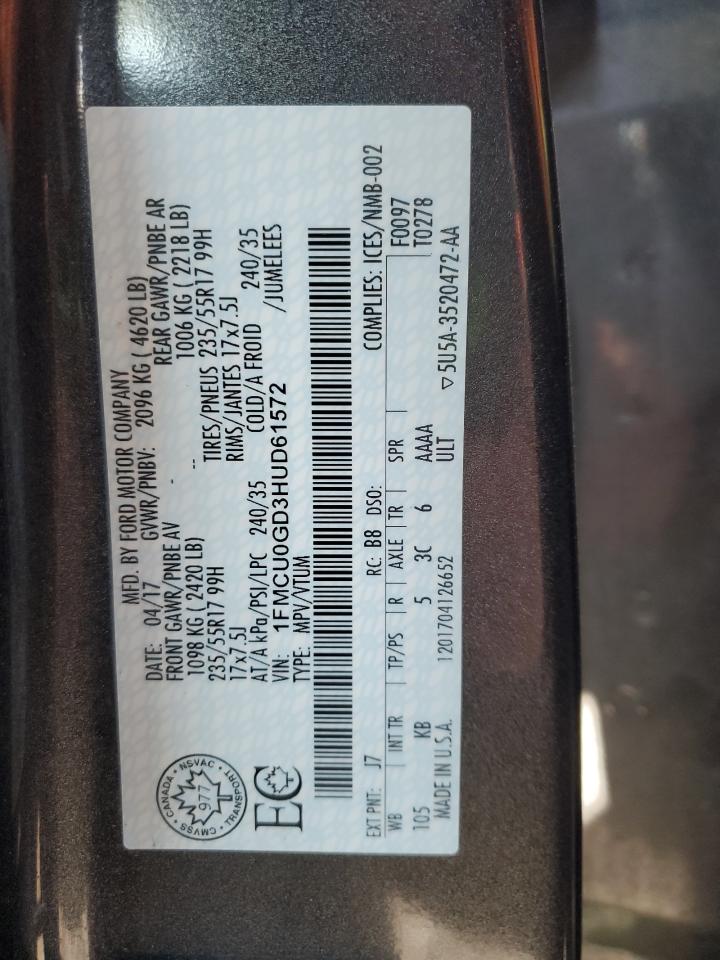 MFD. BY FORD MOTOR COMPANY
DATE: 04/17 GVWR/PNBV: 2096 KG ( 4620 LB)
FRONT GAWR/PNBE AV REAR GAWR/PNBE AR
1098 KG ( 2420 LB) 1006 KG ( 2218 LB)
235/55R17 99H TIRES/PNEUS 235/55R17 99H
17x7.5J RIMS/JANTES 17x7.5J
AT/A kPa/PSI/LPC 240/35 COLD/A FROID 240/35
VIN: 1FMCU0GD3HUD61572 /JUMELEES
TYPE: MPV/VTUM
CANADA • NSVAC • TRANSPORT • CMVSS •
977
EC
EXT PNT: J7 RC: B8 DSO: COMPLIES: ICES/NMB-002
WB INT TR TP/PS R AXLE TR SPR F0097
T0278
105 KB 5 3C 6 AAAA
MADE IN U.S.A. 1201704126652 ULT ▽5U5A-3520472-AA